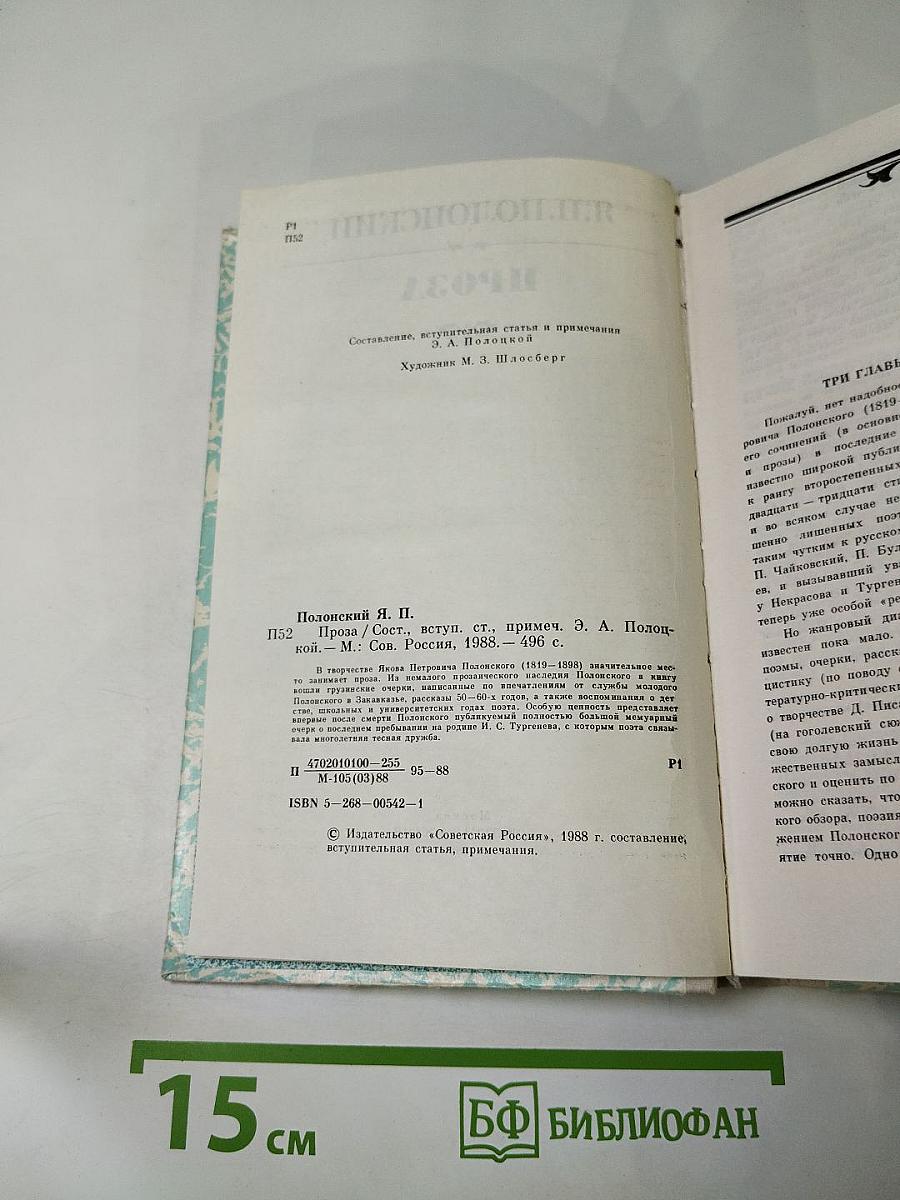 Р1
П52
Составление, вступительная статья и примечания
Э. А. Полоцкой
Художник М. З. Шлосберг
Полонский Я. П.
П52 Проза / Сост., вступ. ст., примеч. Э. А. Полоц-
кой. — М.: Сов. Россия, 1988. — 496 с.
В творчестве Якова Петровича Полонского (1819—1898) значительное мес-
то занимает проза. Из немалого прозаического наследия Полонского в книгу
вошли грузинские очерки, написанные по впечатлениям от службы молодого
Полонского в Закавказье, рассказы 50—60-х годов, а также воспоминания о дет-
стве, школьных и университетских годах поэта. Особую ценность представляет
впервые после смерти Полонского публикуемый полностью большой мемуарный
очерк о последнем пребывании на родине И. С. Тургенева, с которым поэта связы-
вала многолетняя тесная дружба.
П 4702010100—255 95—88 Р1
М-105(03)88
ISBN 5—268—00542—1
© Издательство «Советская Россия», 1988 г. составление,
вступительная статья, примечания.
ТРИ ГЛАВЫ
Пожалуй, нет надобнос
ровича Полонского (1819—
его сочинений (в основно
и прозы) в последние
известно широкой публи
к рангу второстепенных
двадцати — тридцати сти
и во всяком случае не
шенно лишенных поэт
таким чутким к русском
П. Чайковский, П. Бул
ев, и вызывавший ува
у Некрасова и Турген
теперь уже особой «ре
Но жанровый диа
известен пока мало.
поэмы, очерки, расск
цистику (по поводу
тературно-критически
о творчестве Д. Писа
(на гоголевский сюж
свою долгую жизнь
жественных замысл
ского и оценить по
можно сказать, что
кого обзора, поэзия
жением Полонског
ятие точно. Одно
15 см
БФ БИБЛИОФАН